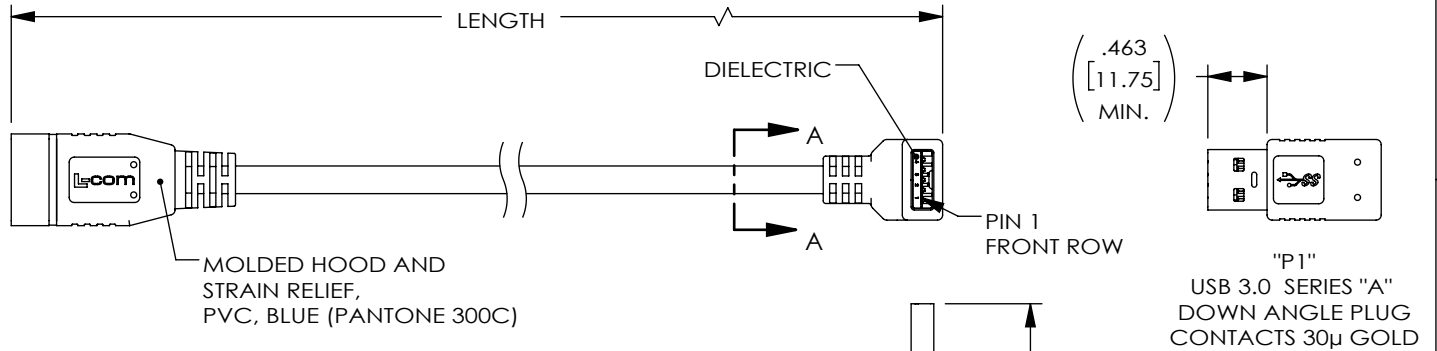 LENGTH
DIELECTRIC
.463
[11.75]
MIN.
A
L-com
A
PIN 1
FRONT ROW
MOLDED HOOD AND
STRAIN RELIEF,
PVC, BLUE (PANTONE 300C)
"P1"
USB 3.0 SERIES "A"
DOWN ANGLE PLUG
CONTACTS 30µ GOLD